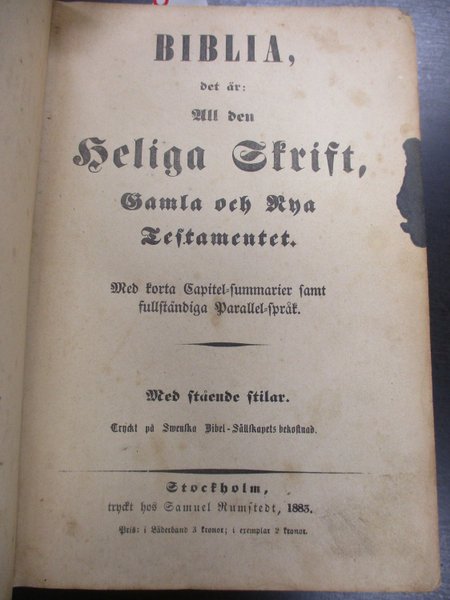 BIBLIA,
det är:
All den
Heliga Skrift,
Gamla och Nya
Testamentet.
Med korta Capitel-summarier samt
fullständiga Parallel-språk.
Med stående stilar.
Tryckt på Swenska Bibel-Sällskapets bekostnad.
Stockholm,
tryckt hos Samuel Rumstedt, 1883.
Pris: i Läderband 3 kronor; i exemplar 2 kronor.